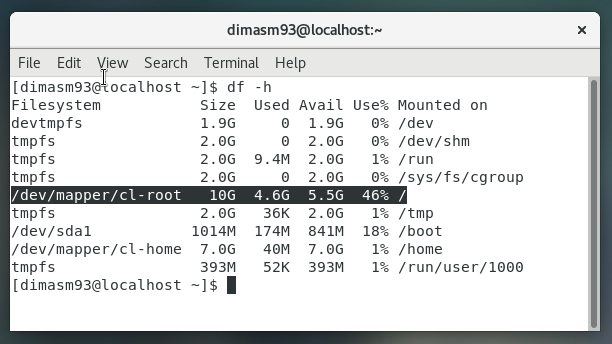 dimasm93@localhost:~
File Edit View Search Terminal Help
[dimasm93@localhost ~]$ df -h
Filesystem Size Used Avail Use% Mounted on
devtmpfs 1.9G 0 1.9G 0% /dev
tmpfs 2.0G 0 2.0G 0% /dev/shm
tmpfs 2.0G 9.4M 2.0G 1% /run
tmpfs 2.0G 0 2.0G 0% /sys/fs/cgroup
/dev/mapper/cl-root 10G 4.6G 5.5G 46% /
tmpfs 2.0G 36K 2.0G 1% /tmp
/dev/sda1 1014M 174M 841M 18% /boot
/dev/mapper/cl-home 7.0G 40M 7.0G 1% /home
tmpfs 393M 52K 393M 1% /run/user/1000
[dimasm93@localhost ~]$